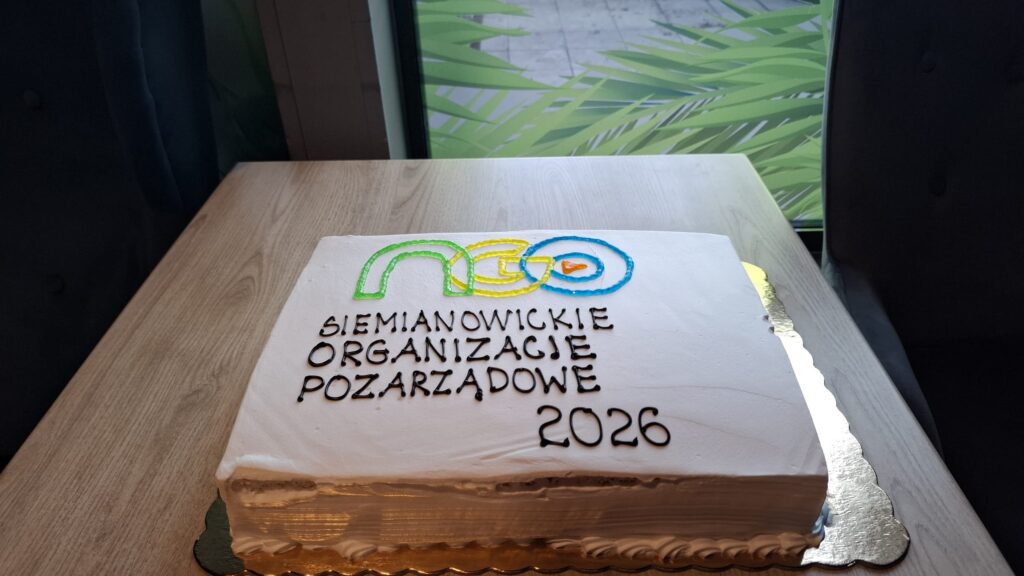 nGO
SIEMIANOWICKIE
ORGANIZACJE
POZARZĄDOWE
2026